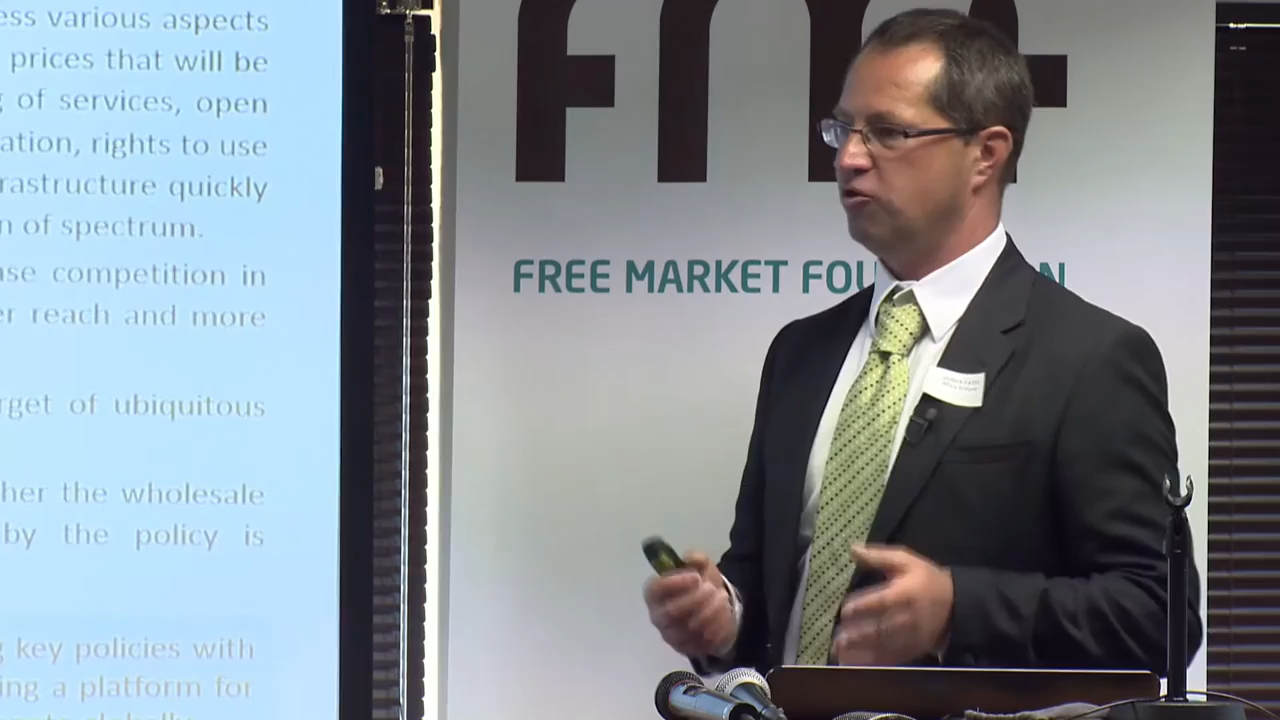 ess various aspects
prices that will be
g of services, open
ation, rights to use
rastructure quickly
n of spectrum.
ase competition in
er reach and more
rget of ubiquitous
her the wholesale
by the policy is
g key policies with
ing a platform for
FREE MARKET FOU N